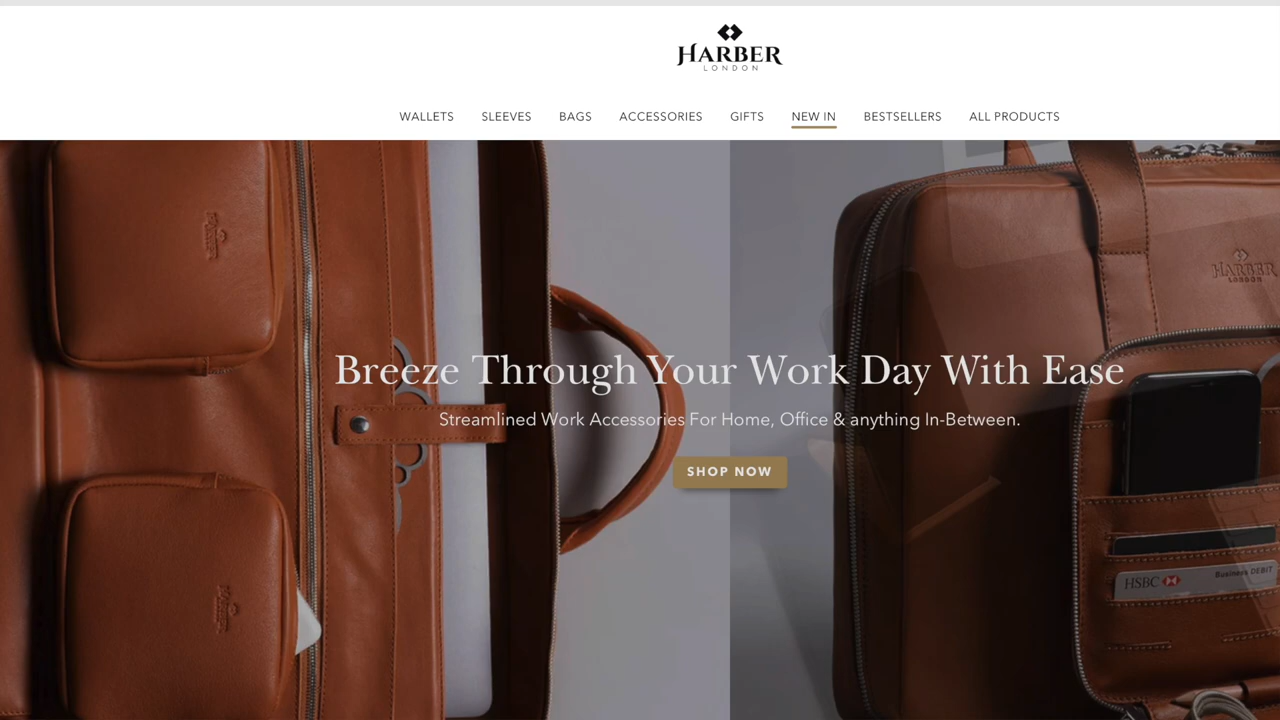 HARBER
LONDON
WALLETS SLEEVES BAGS ACCESSORIES GIFTS NEW IN BESTSELLERS ALL PRODUCTS
HARBER
LONDON
Breeze Through Your Work Day With Ease
Streamlined Work Accessories For Home, Office & anything In-Between.
SHOP NOW
HSBC Business DEBIT